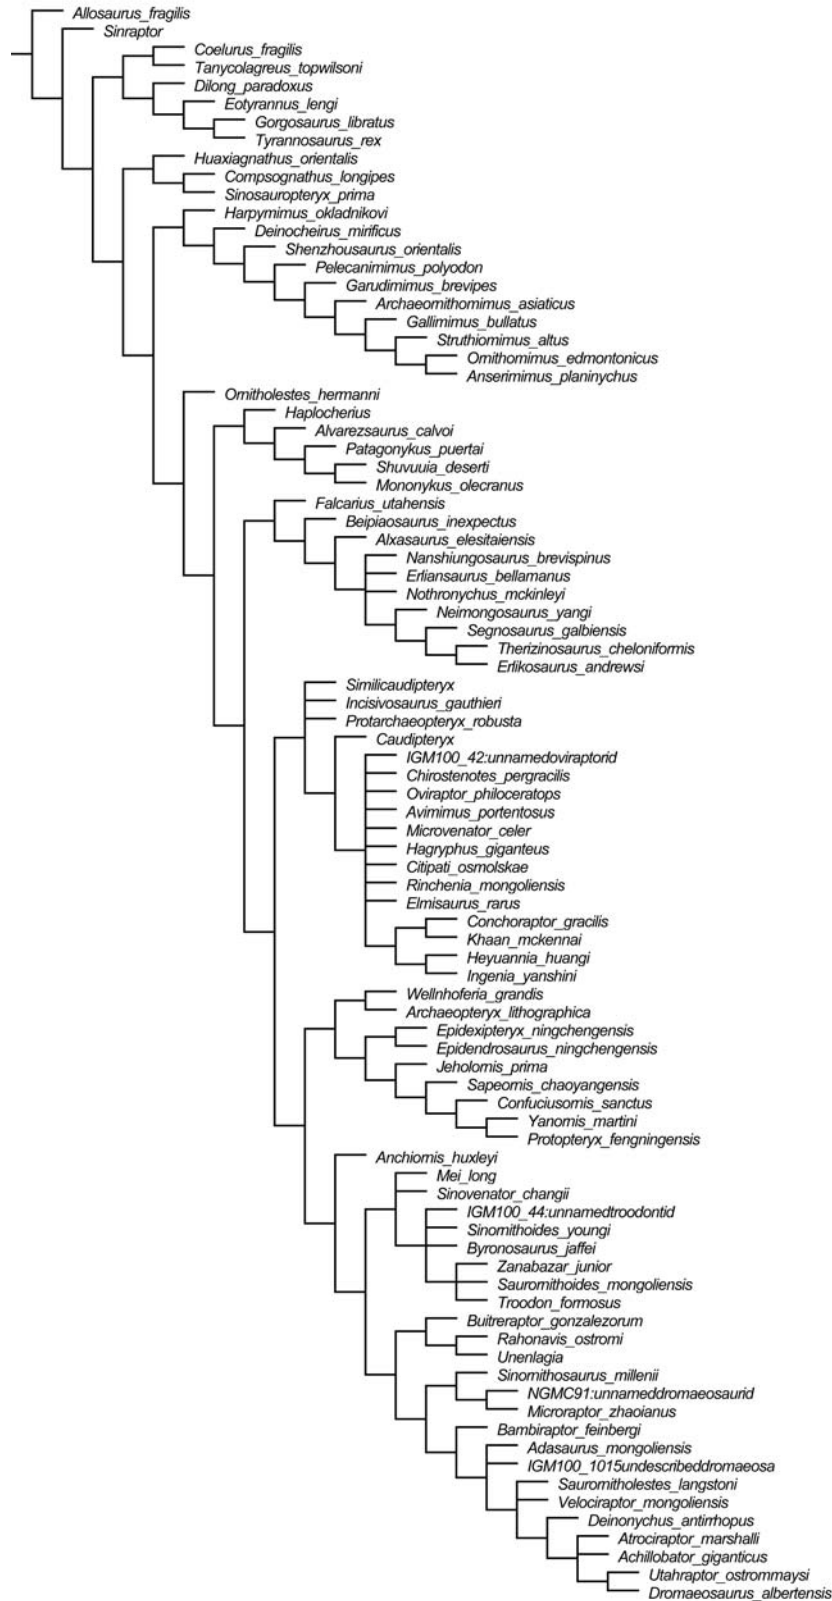 Allosaurus_fragilis
Sinraptor
Coelurus_fragilis
Tanycolagreus_topwilsoni
Dilong_paradoxus
Eotyrannus_lengi
Gorgosaurus_libratus
Tyrannosaurus_rex
Huaxiagnathus_orientalis
Compsognathus_longipes
Sinosauropteryx_prima
Harpymimus_okladnikovi
Deinocheirus_mirificus
Shenzhousaurus_orientalis
Pelecanimimus_polyodon
Garudimimus_brevipes
Archaeornithomimus_asiaticus
Gallimimus_bullatus
Struthiomimus_altus
Ornithomimus_edmontonicus
Anserimimus_planinychus
Ornitholestes_hermanni
Haplocherius
Alvarezsaurus_calvoi
Patagonykus_puertai
Shuvuuia_deserti
Mononykus_olecranus
Falcarius_utahensis
Beipiaosaurus_inexpectus
Alxasaurus_elesitaiensis
Nanshiungosaurus_brevispinus
Erliansaurus_bellamanus
Nothronychus_mckinleyi
Neimongosaurus_yangi
Segnosaurus_galbiensis
Therizinosaurus_cheloniformis
Erlikosaurus_andrewsi
Similicaudipteryx
Incisivosaurus_gauthieri
Protarchaeopteryx_robusta
Caudipteryx
IGM100_42:unnamedoviraptorid
Chirostenotes_pergracilis
Oviraptor_philoceratops
Avimimus_portentosus
Microvenator_celer
Hagryphus_giganteus
Citipati_osmolskae
Rinchenia_mongoliensis
Elmisaurus_rarus
Conchoraptor_gracilis
Khaan_mckennai
Heyuannia_huangi
Ingenia_yanshini
Wellnhoferia_grandis
Archaeopteryx_lithographica
Epidexipteryx_ningchengensis
Epidendrosaurus_ningchengensis
Jeholornis_prima
Sapeornis_chaoyangensis
Confuciusornis_sanctus
Yanornis_martini
Protopteryx_fengningensis
Anchiornis_huxleyi
Mei_long
Sinovenator_changii
IGM100_44:unnamedtroodontid
Sinornithoides_youngi
Byronosaurus_jaffei
Zanabazar_junior
Saurornithoides_mongoliensis
Troodon_formosus
Buitreraptor_gonzalezorum
Rahonavis_ostromi
Unenlagia
Sinornithosaurus_millenii
NGMC91:unnameddromaeosaurid
Microraptor_zhaoianus
Bambiraptor_feinbergi
Adasaurus_mongoliensis
IGM100_1015undescribeddromaeosa
Saurornitholestes_langstoni
Velociraptor_mongoliensis
Deinonychus_antirrhopus
Atrociraptor_marshalli
Achillobator_giganticus
Utahraptor_ostrommaysi
Dromaeosaurus_albertensis